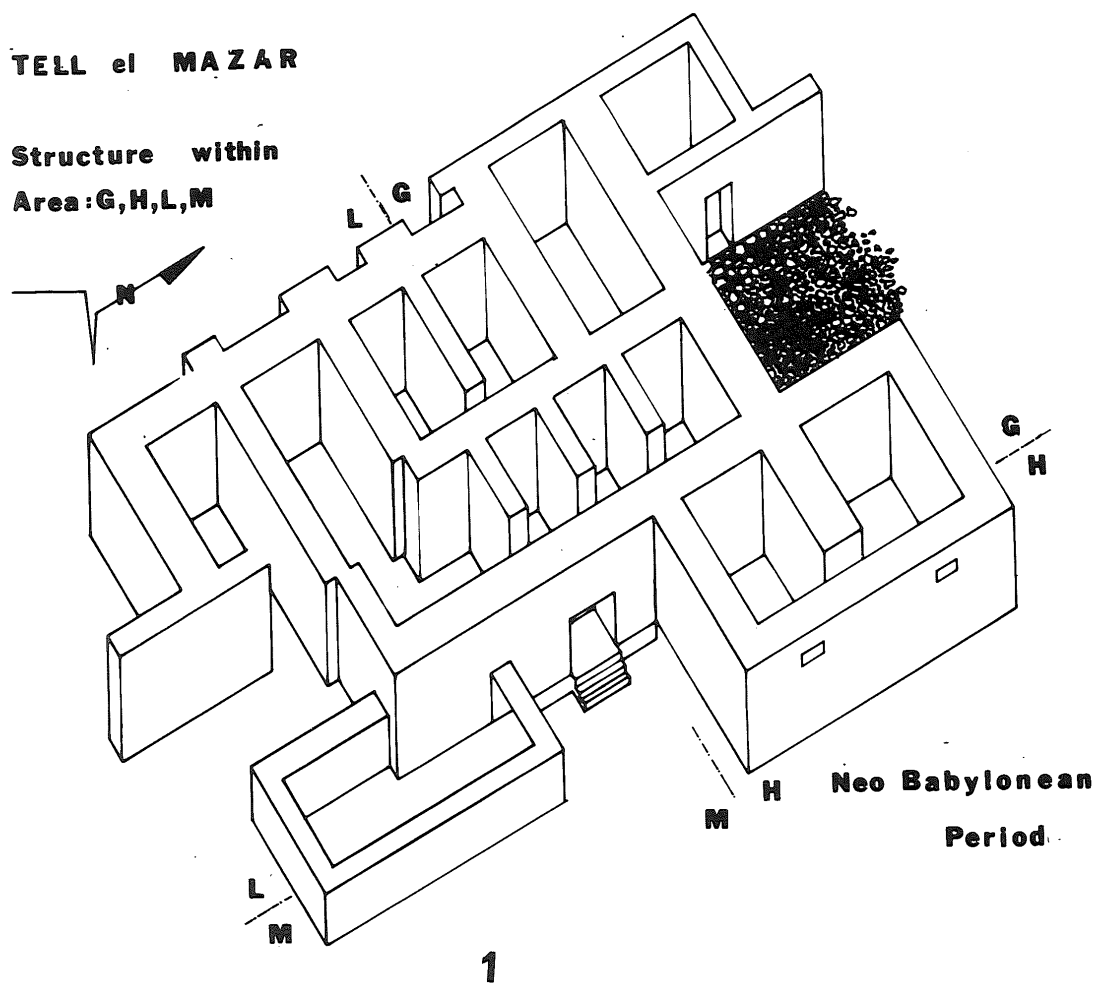 TELL el MAZAR
Structure within
Area:G,H,L,M
N
L G
G
H
H
M
L
M
Neo Babylonean
Period
1